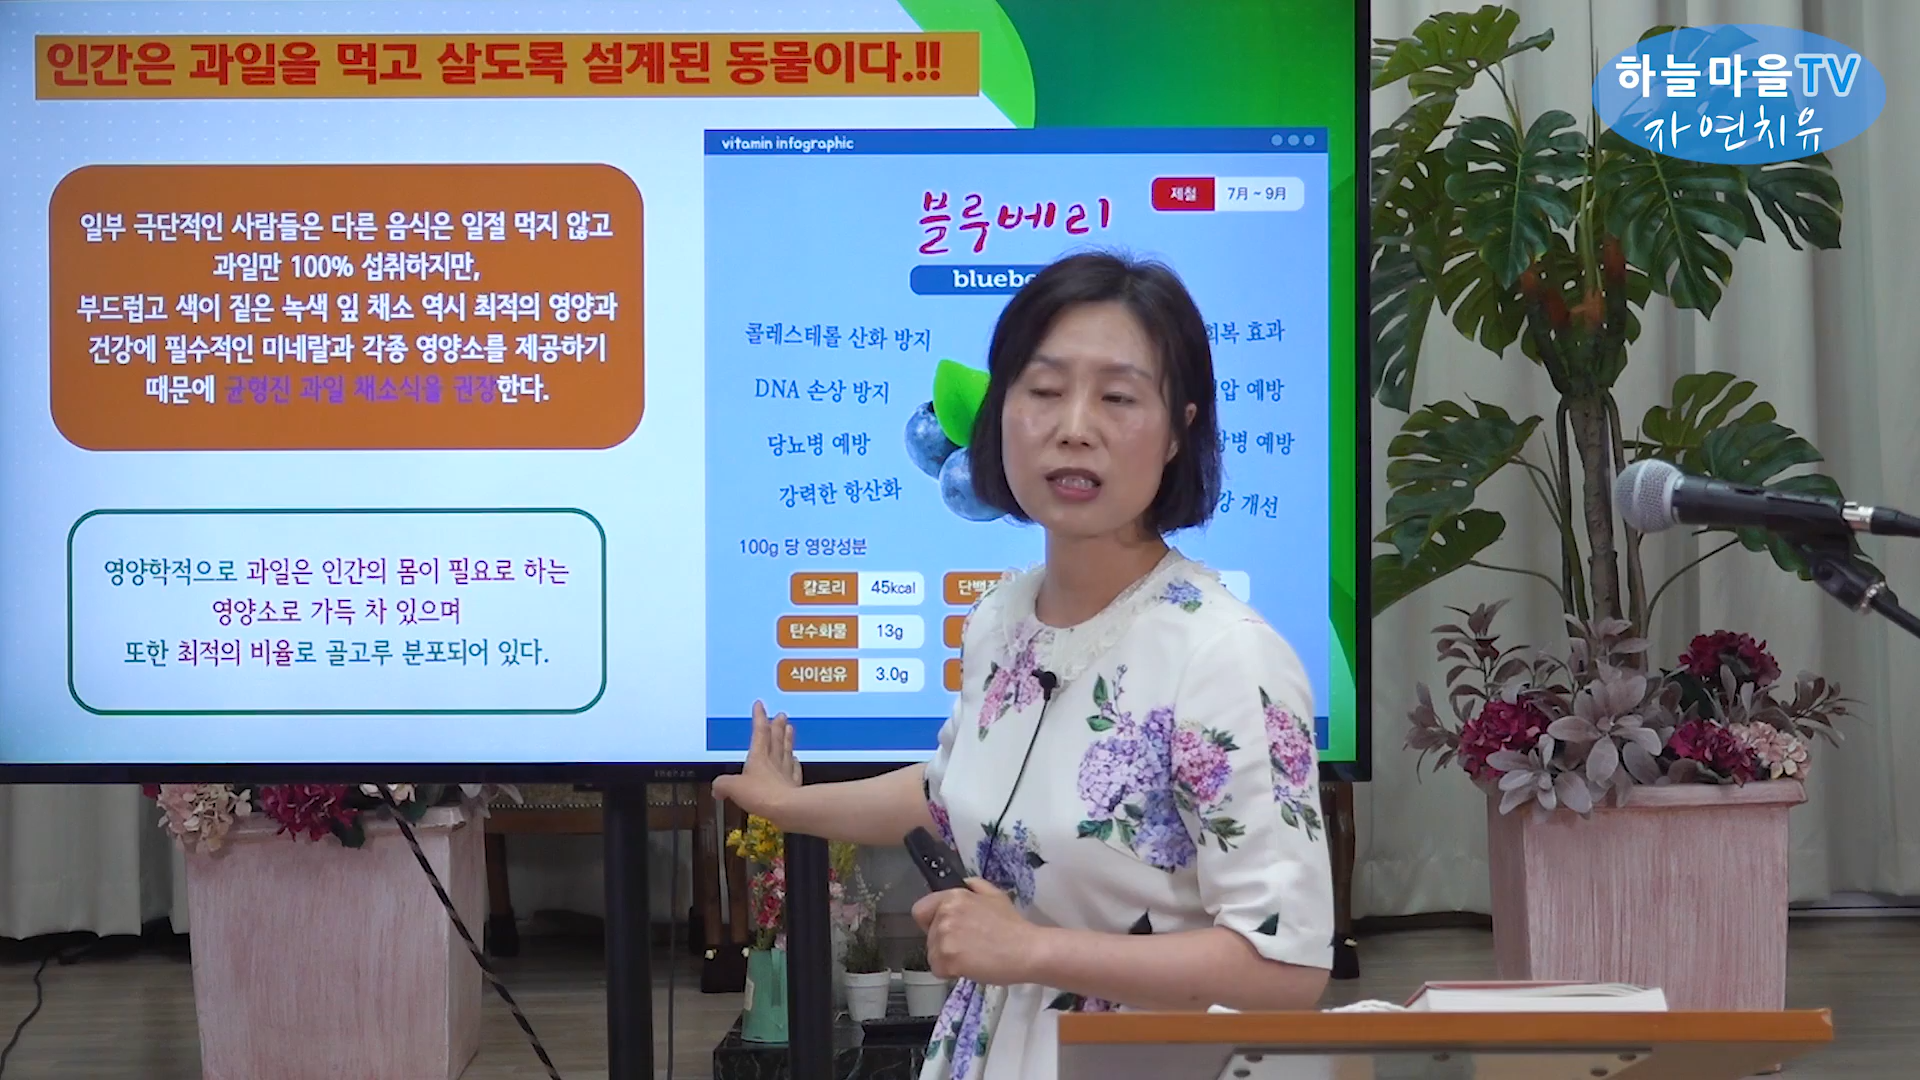 인간은 과일을 먹고 살도록 설계된 동물이다.!!
일부 극단적인 사람들은 다른 음식은 일절 먹지 않고
과일만 100% 섭취하지만,
부드럽고 색이 짙은 녹색 잎 채소 역시 최적의 영양과
건강에 필수적인 미네랄과 각종 영양소를 제공하기
때문에 균형진 과일 채소식을 권장한다.
영양학적으로 과일은 인간의 몸이 필요로 하는
영양소로 가득 차 있으며
또한 최적의 비율로 골고루 분포되어 있다.
vitamin infographic
제철 7月 ~ 9月
블루베리
콜레스테롤 산화 방지
회복 효과
DNA 손상 방지
예방
당뇨병 예방
예방
강력한 항산화
개선
100g 당 영양성분
칼로리 45kcal
탄수화물 13g
식이섬유 3.0g
하늘마을TV
자연치유